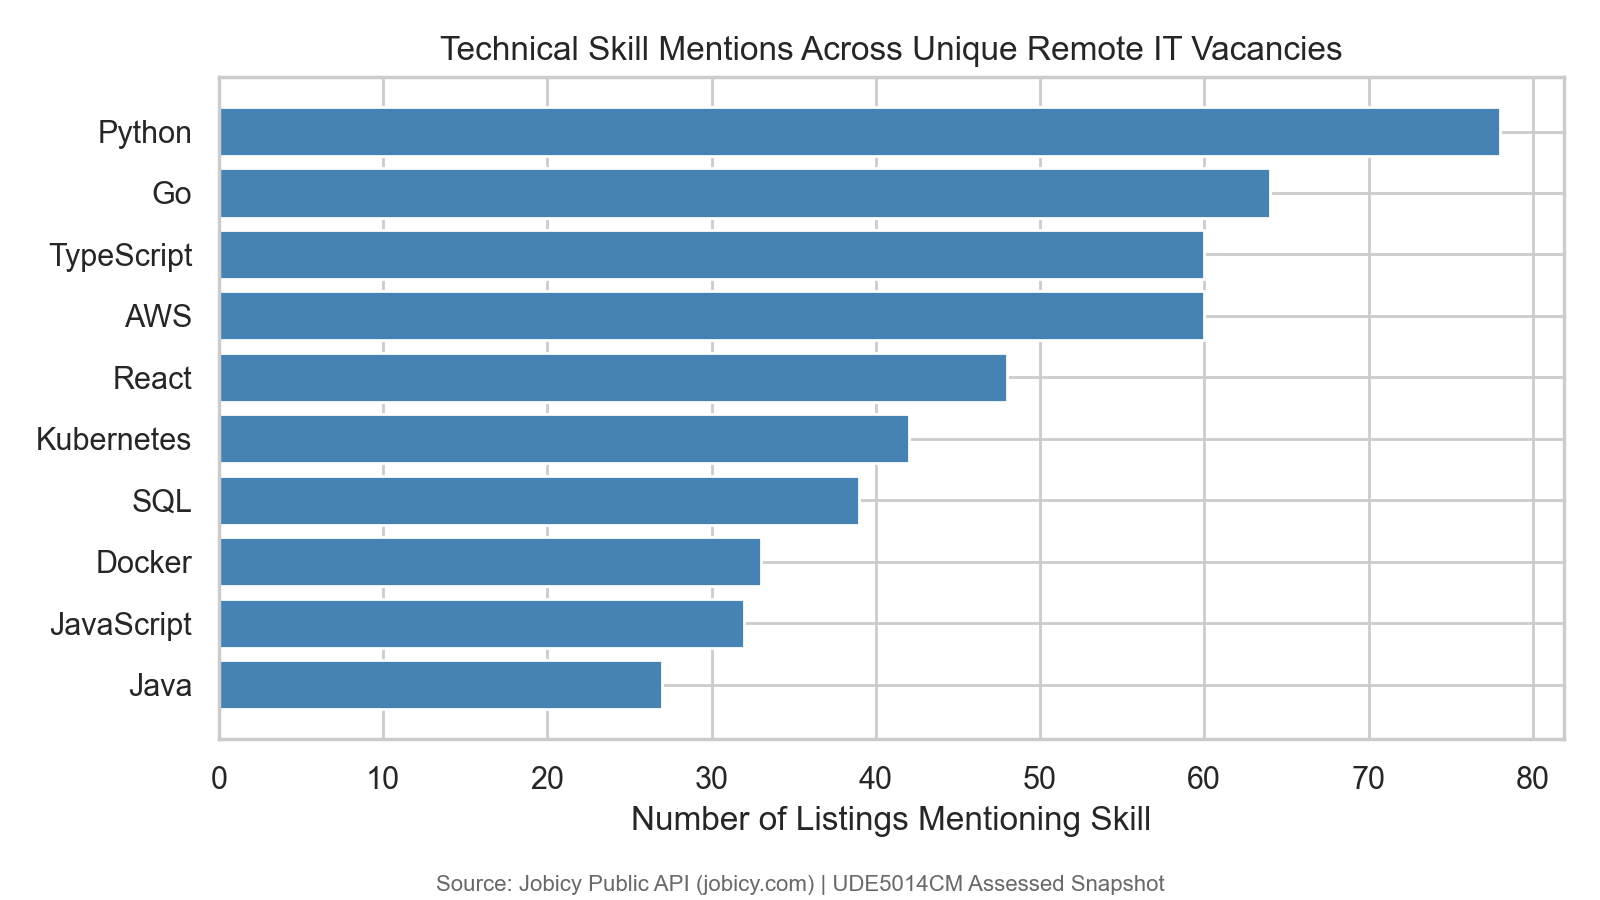 Technical Skill Mentions Across Unique Remote IT Vacancies
Python
Go
TypeScript
AWS
React
Kubernetes
SQL
Docker
JavaScript
Java
0 10 20 30 40 50 60 70 80
Number of Listings Mentioning Skill
Source: Jobicy Public API (jobicy.com) | UDE5014CM Assessed Snapshot